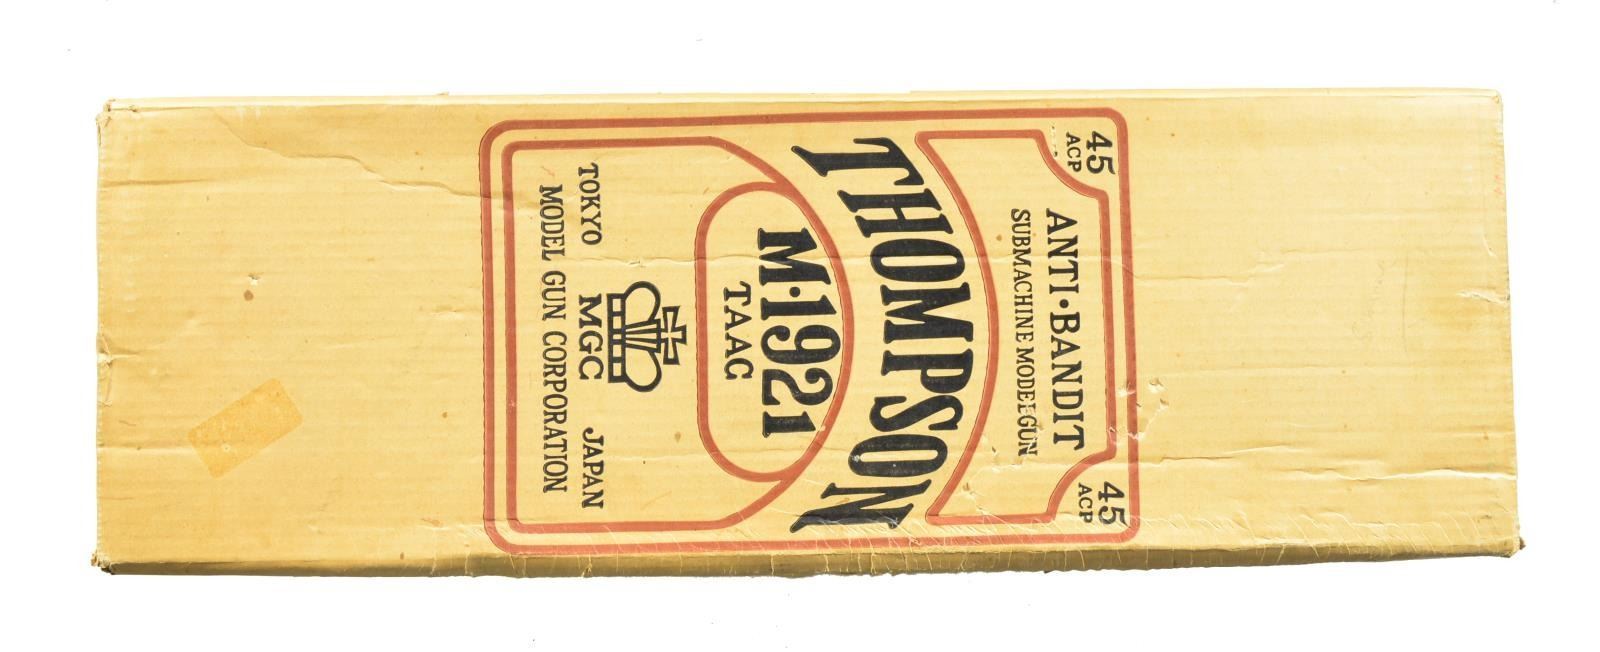 45 ACP
45 ACP
ANTI·BANDIT
SUBMACHINE MODELGUN
THOMPSON
M·1921
TAAC
TOKYO MGC JAPAN
MODEL GUN CORPORATION